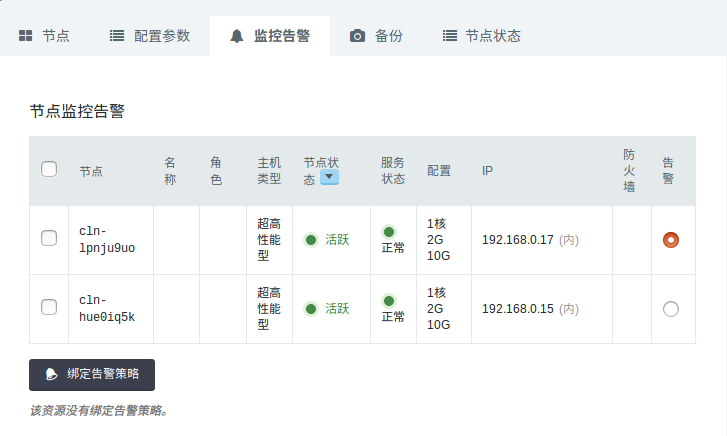 节点 配置参数 监控告警 备份 节点状态
节点监控告警
节点 名称 角色 主机类型 节点状态 服务状态 配置 IP 防火墙 告警
cln-lpnju9uo 超高性能型 活跃 正常 1核 2G 10G 192.168.0.17 (内)
cln-hue0iq5k 超高性能型 活跃 正常 1核 2G 10G 192.168.0.15 (内)
绑定告警策略
该资源没有绑定告警策略。